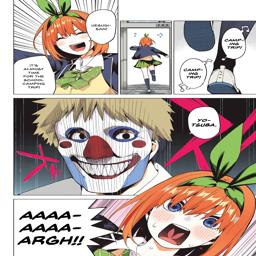 UESUGI-
SAN!
IT'S
ALMOST
TIME
FOR THE
SCHOOL
CAMPING
TRIP!
CAMP-
ING
TRIP!
CAMP-
ING
TRIP!
YO-
TSUBA.
AAAA-
AAAA-
ARGH!!